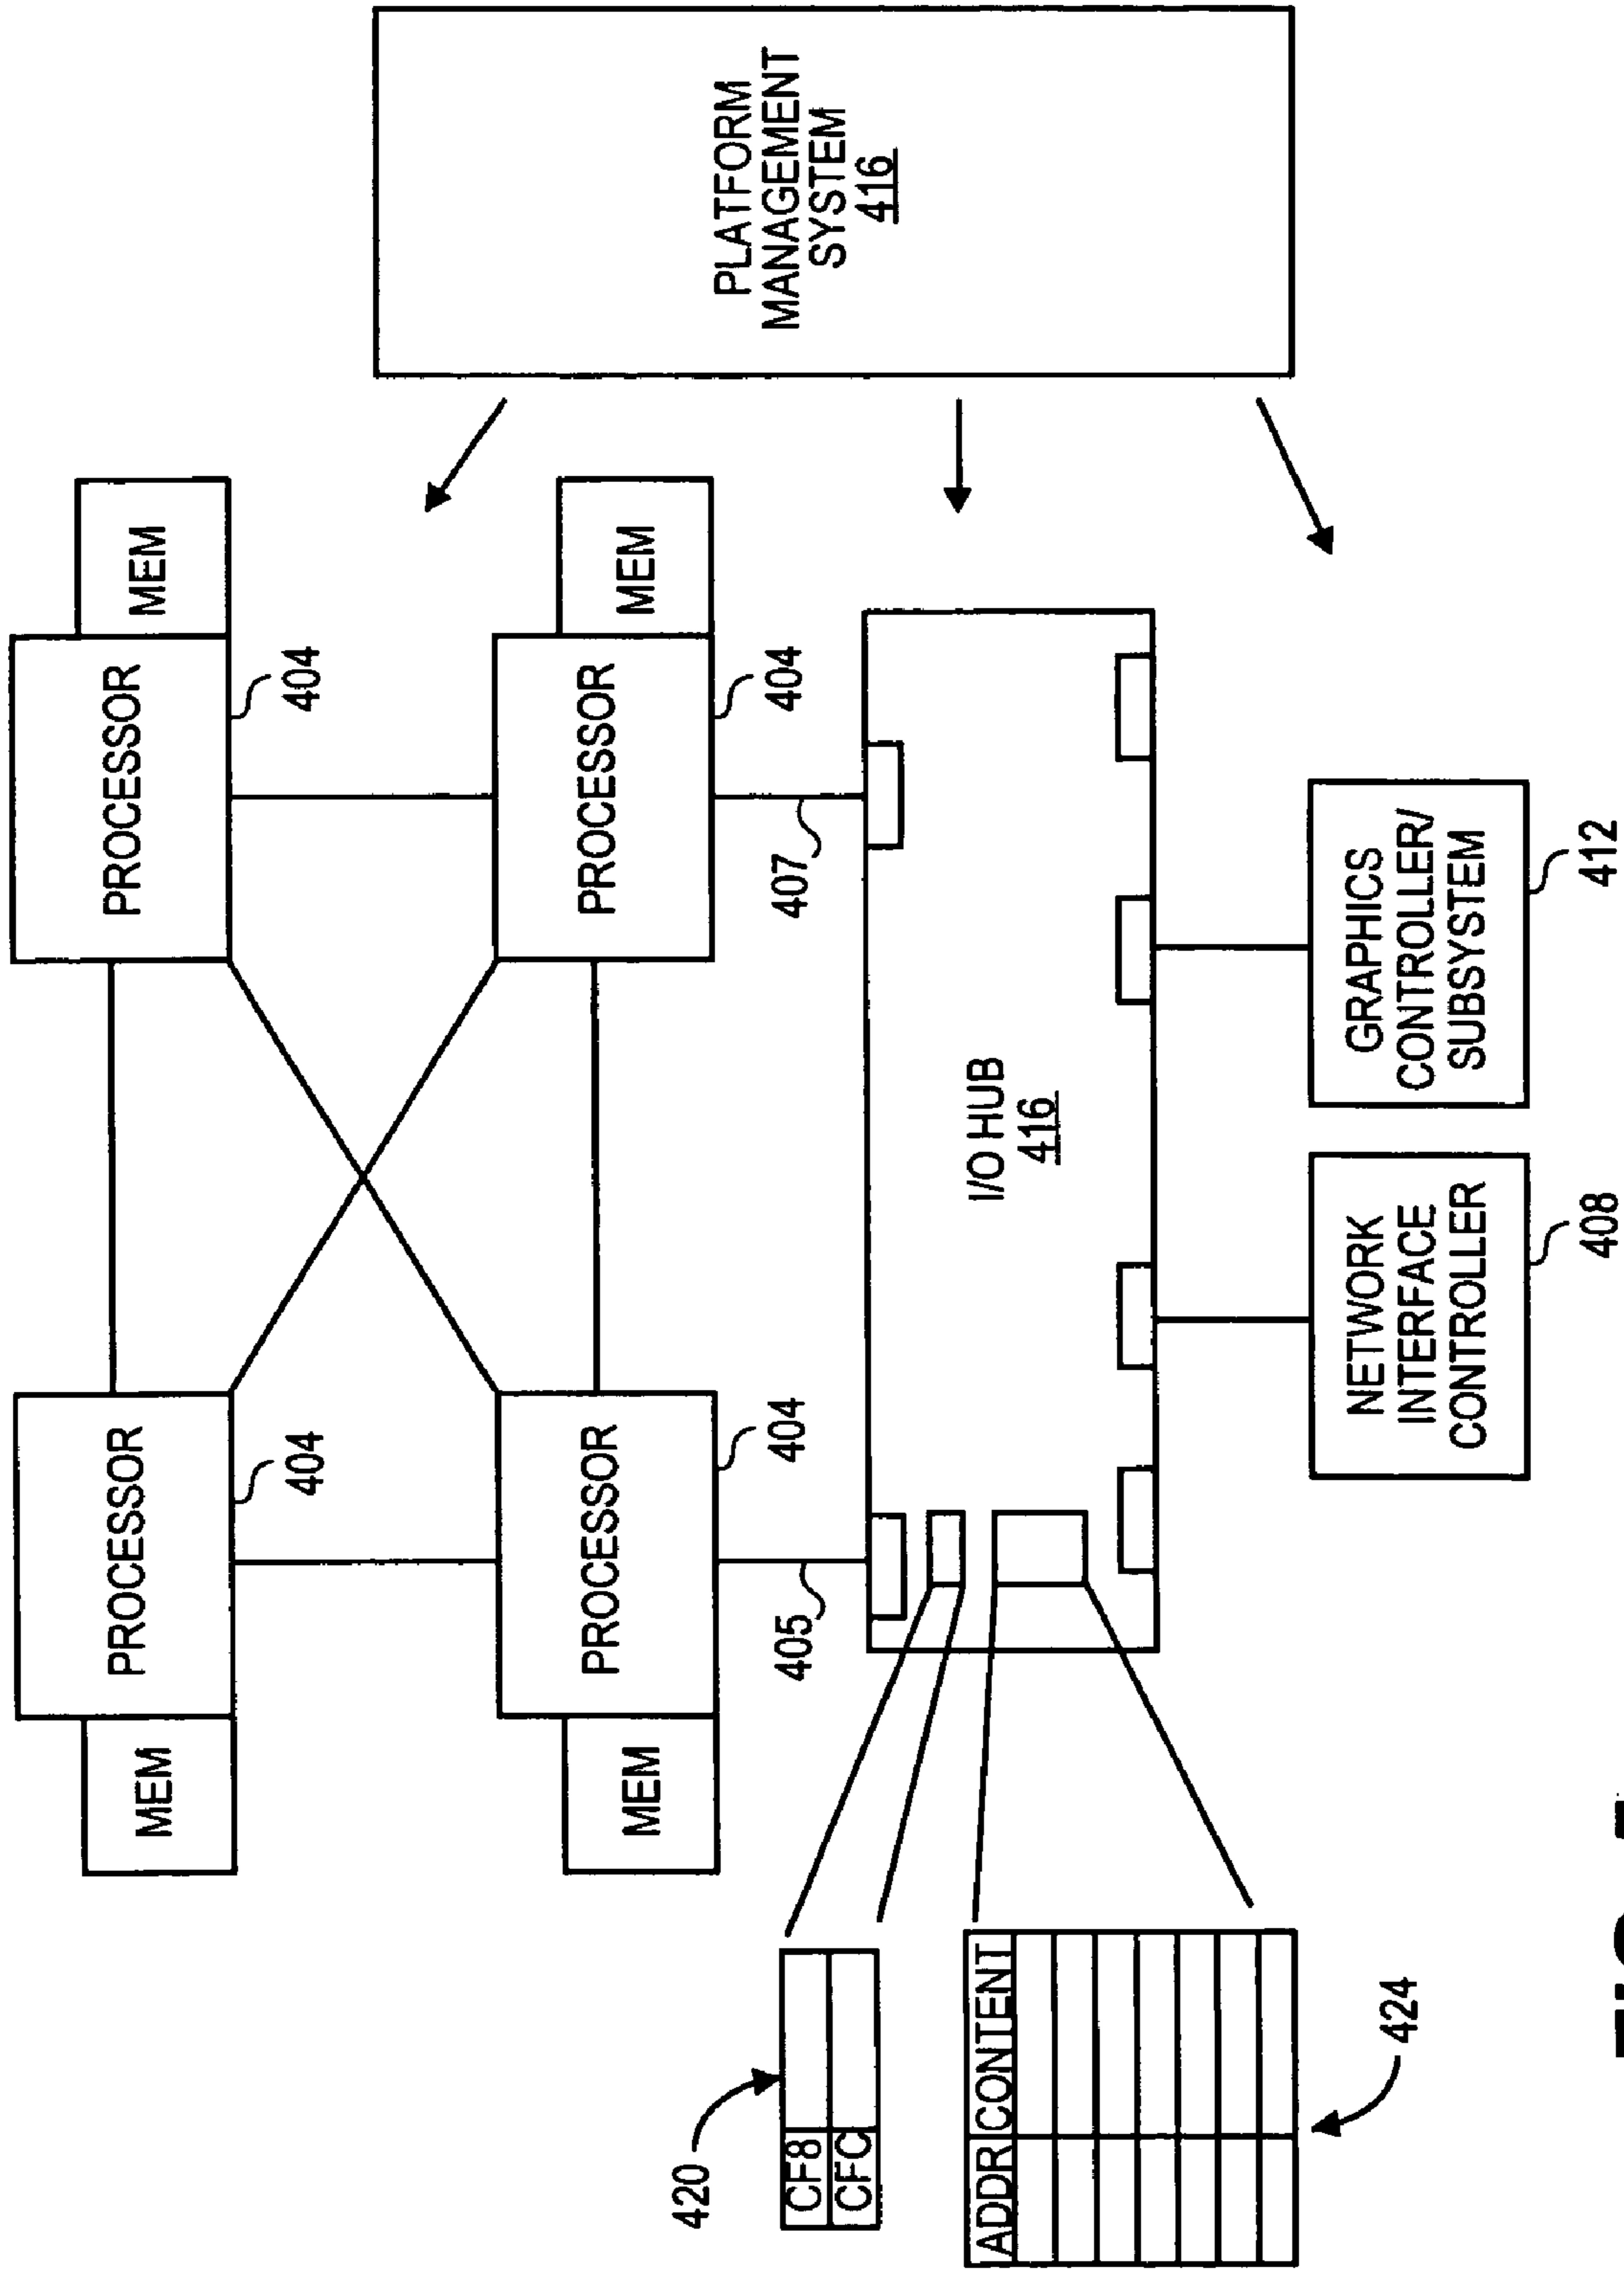 MEM
PROCESSOR
PROCESSOR
MEM
404
404
MEM
PROCESSOR
PROCESSOR
MEM
404
404
405
407
PLATFORM
MANAGEMENT
SYSTEM
416
420
CF8
CFC
ADDR CONTENT
424
I/O HUB
416
NETWORK
INTERFACE
CONTROLLER
408
GRAPHICS
CONTROLLER/
SUBSYSTEM
412